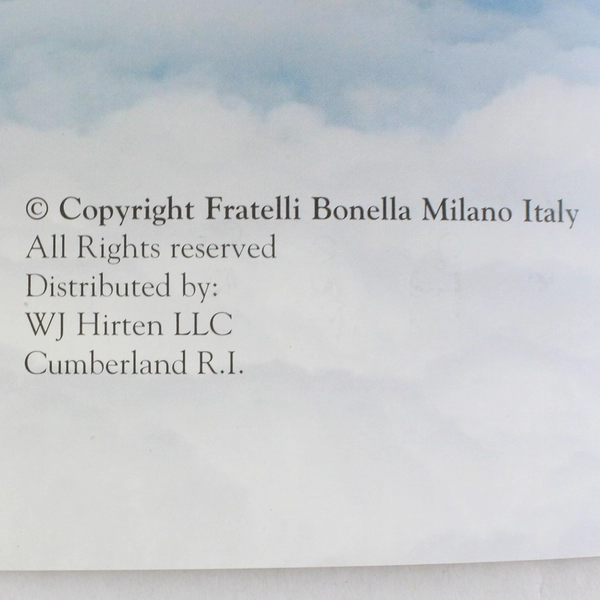 © Copyright Fratelli Bonella Milano Italy
All Rights reserved
Distributed by:
WJ Hirten LLC
Cumberland R.I.